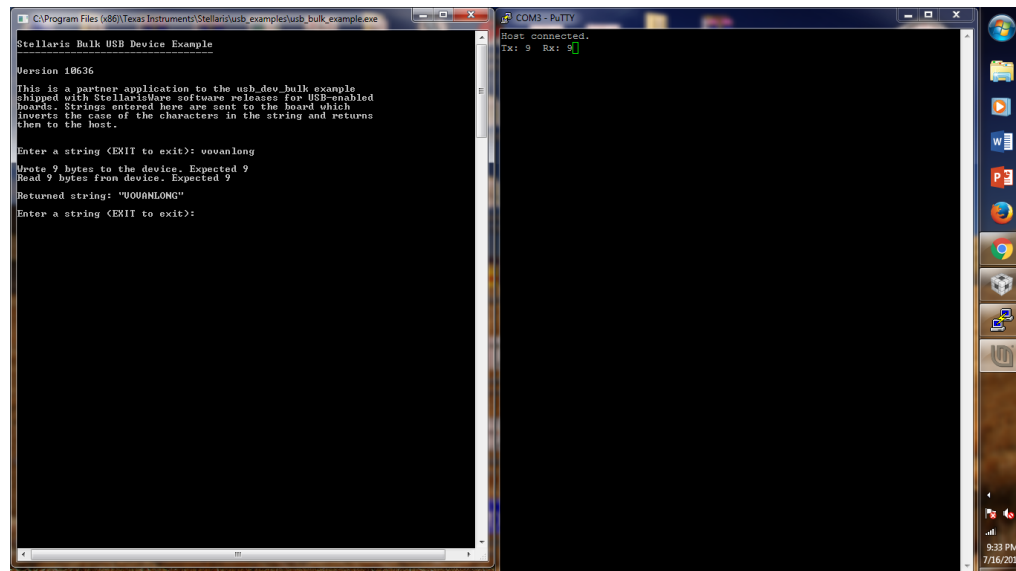 C:\Program Files (x86)\Texas Instruments\Stellaris\usb_examples\usb_bulk_example.exe
Stellaris Bulk USB Device Example
---------------------------------
Version 10636
This is a partner application to the usb_dev_bulk example
shipped with StellarisWare software releases for USB-enabled
boards. Strings entered here are sent to the board which
inverts the case of the characters in the string and returns
them to the host.
Enter a string (EXIT to exit): vovanlong
Wrote 9 bytes to the device. Expected 9
Read 9 bytes from device. Expected 9
Returned string: "VOVANLONG"
Enter a string (EXIT to exit):
COM3 - PuTTY
Host connected.
Tx: 9  Rx: 9
9:33 PM
7/16/201